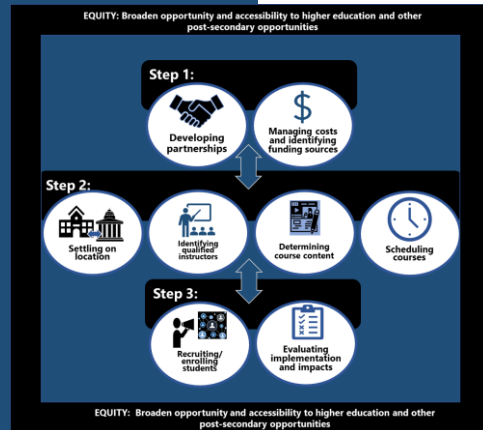 EQUITY: Broaden opportunity and accessibility to higher education and other
post-secondary opportunities
Step 1:
Developing
partnerships
$
Managing costs
and identifying
funding sources
Step 2:
Settling on
location
Identifying
qualified
instructors
Determining
course content
Scheduling
courses
Step 3:
Recruiting/
enrolling
students
Evaluating
implementation
and impacts
EQUITY: Broaden opportunity and accessibility to higher education and other
post-secondary opportunities